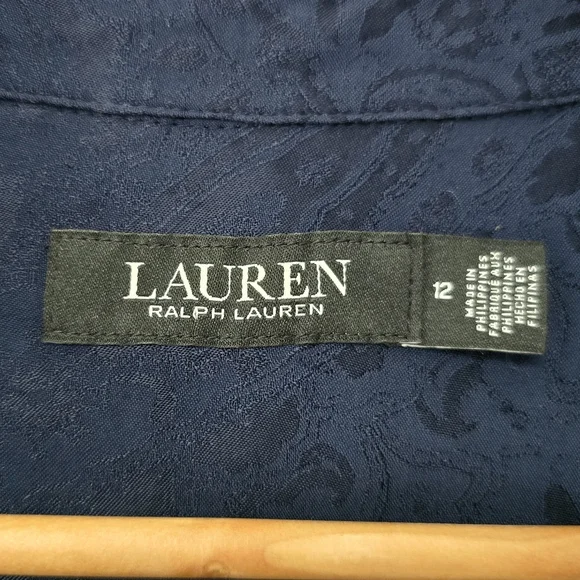 LAUREN
RALPH LAUREN
12
MADE IN
PHILIPPINES
FABRIQUÉ AUX
PHILIPPINES
HECHO EN
FILIPINAS